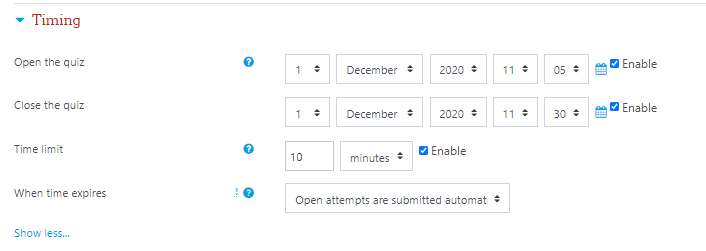 Timing
Open the quiz 1 December 2020 11 05 Enable
Close the quiz 1 December 2020 11 30 Enable
Time limit 10 minutes Enable
When time expires Open attempts are submitted automat
Show less...